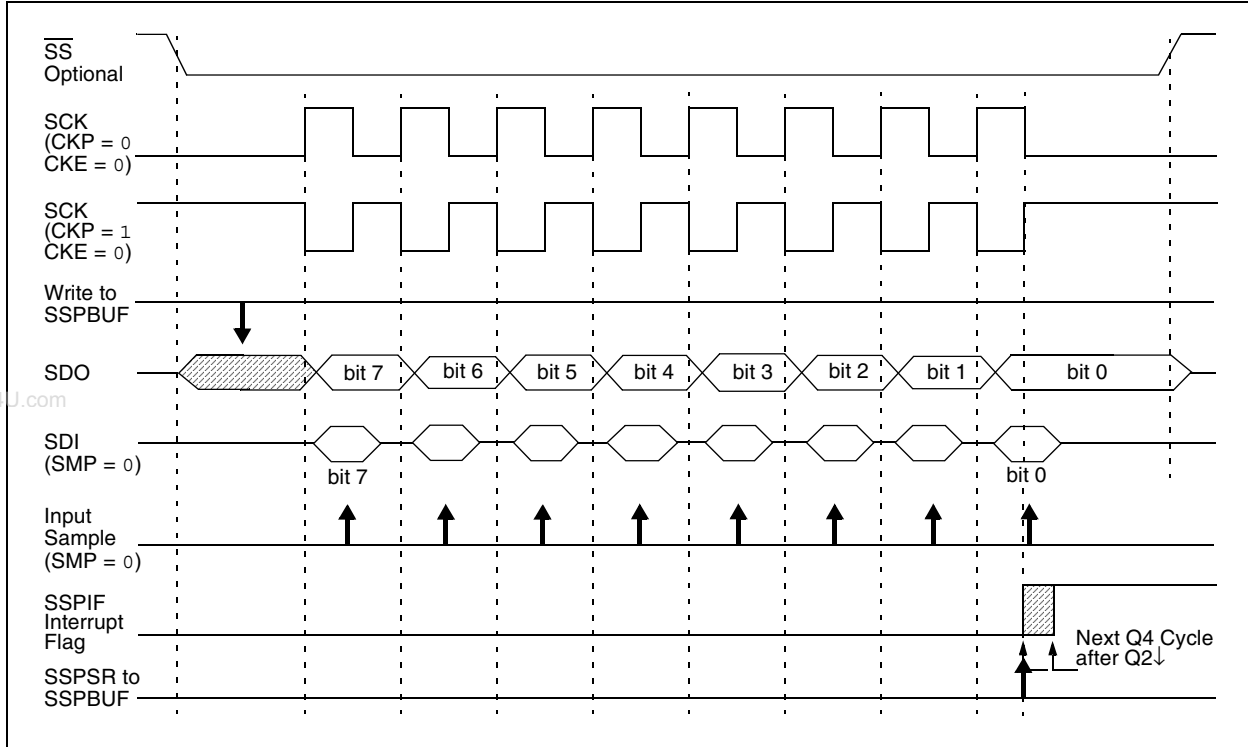 SS
Optional
SCK
(CKP = 0
CKE = 0)
SCK
(CKP = 1
CKE = 0)
Write to
SSPBUF
SDO
bit 7 bit 6 bit 5 bit 4 bit 3 bit 2 bit 1 bit 0
4U.com
SDI
(SMP = 0)
bit 7 bit 0
Input
Sample
(SMP = 0)
SSPIF
Interrupt
Flag
Next Q4 Cycle
after Q2↓
SSPSR to
SSPBUF